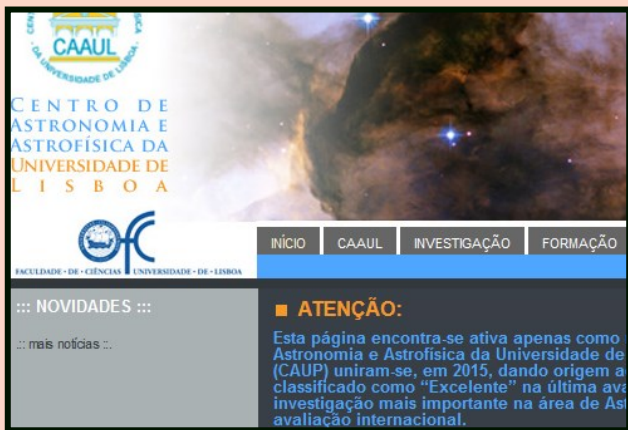 CAAUL
DA UNIVERSIDADE DE LISBOA
CENTRO DE
ASTRONOMIA E
ASTROFÍSICA DA
UNIVERSIDADE DE
LISBOA
FACULDADE · DE · CIÊNCIAS UNIVERSIDADE · DE · LISBOA
INÍCIO CAAUL INVESTIGAÇÃO FORMAÇÃO
::: NOVIDADES :::
.:: mais notícias ::.
ATENÇÃO:
Esta página encontra-se ativa apenas como
Astronomia e Astrofísica da Universidade de
(CAUP) uniram-se, em 2015, dando origem
classificado como “Excelente” na última
investigação mais importante na área de
avaliação internacional.